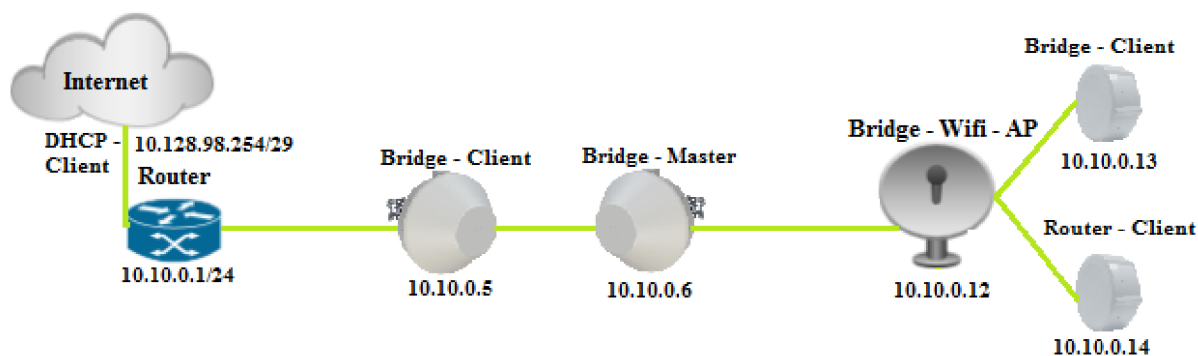 Internet
DHCP -
Client
10.128.98.254/29
Router
10.10.0.1/24
Bridge - Client
10.10.0.5
Bridge - Master
10.10.0.6
Bridge - Wifi - AP
10.10.0.12
Bridge - Client
10.10.0.13
Router - Client
10.10.0.14